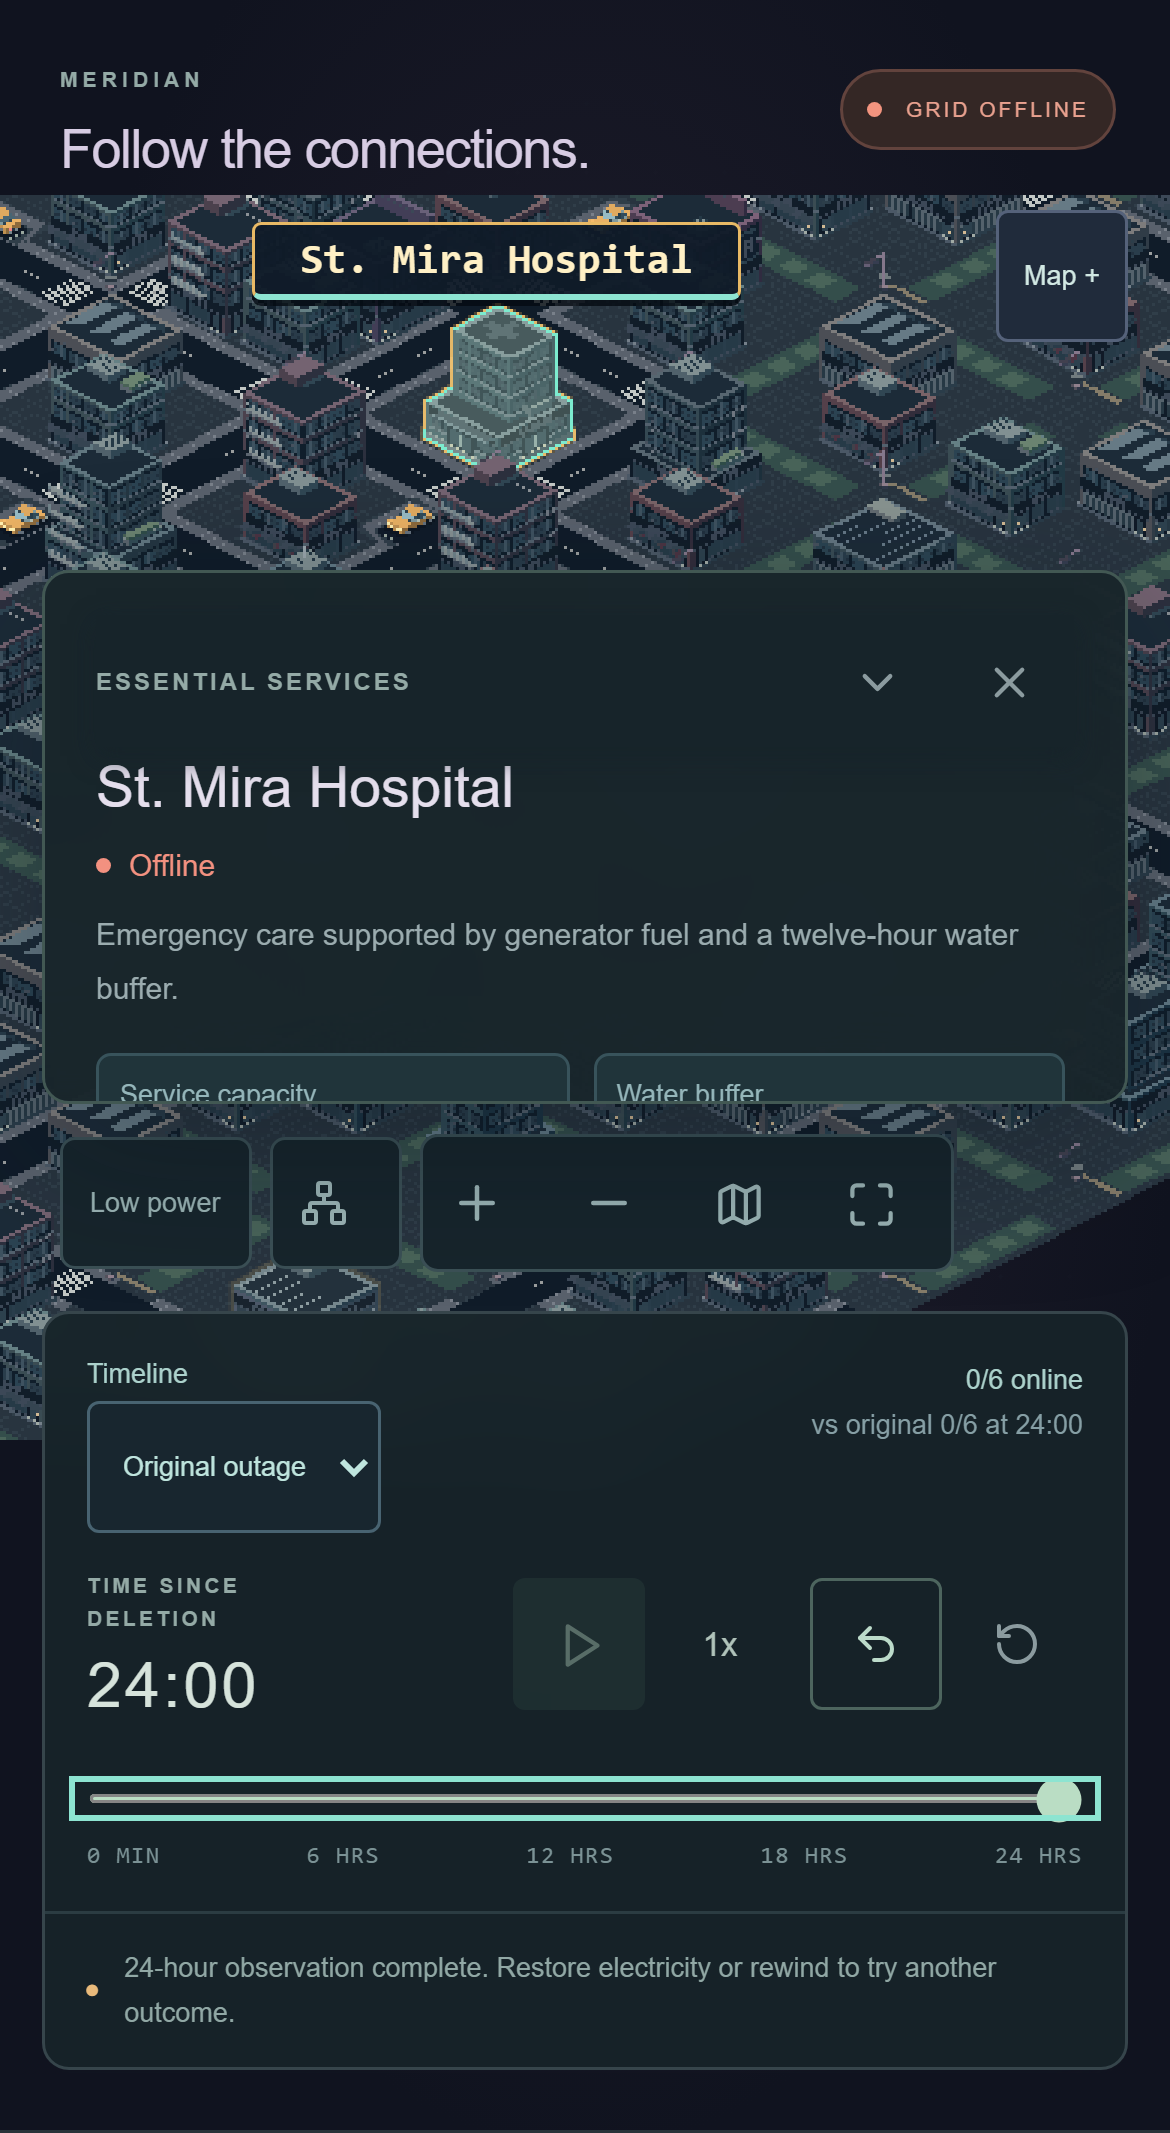 MERIDIAN
Follow the connections.
GRID OFFLINE
St. Mira Hospital
Map +
ESSENTIAL SERVICES
St. Mira Hospital
Offline
Emergency care supported by generator fuel and a twelve-hour water
buffer.
Service capacity
Water buffer
Low power
Timeline
0/6 online
vs original 0/6 at 24:00
Original outage
TIME SINCE
DELETION
24:00
1x
0 MIN
6 HRS
12 HRS
18 HRS
24 HRS
24-hour observation complete. Restore electricity or rewind to try another
outcome.